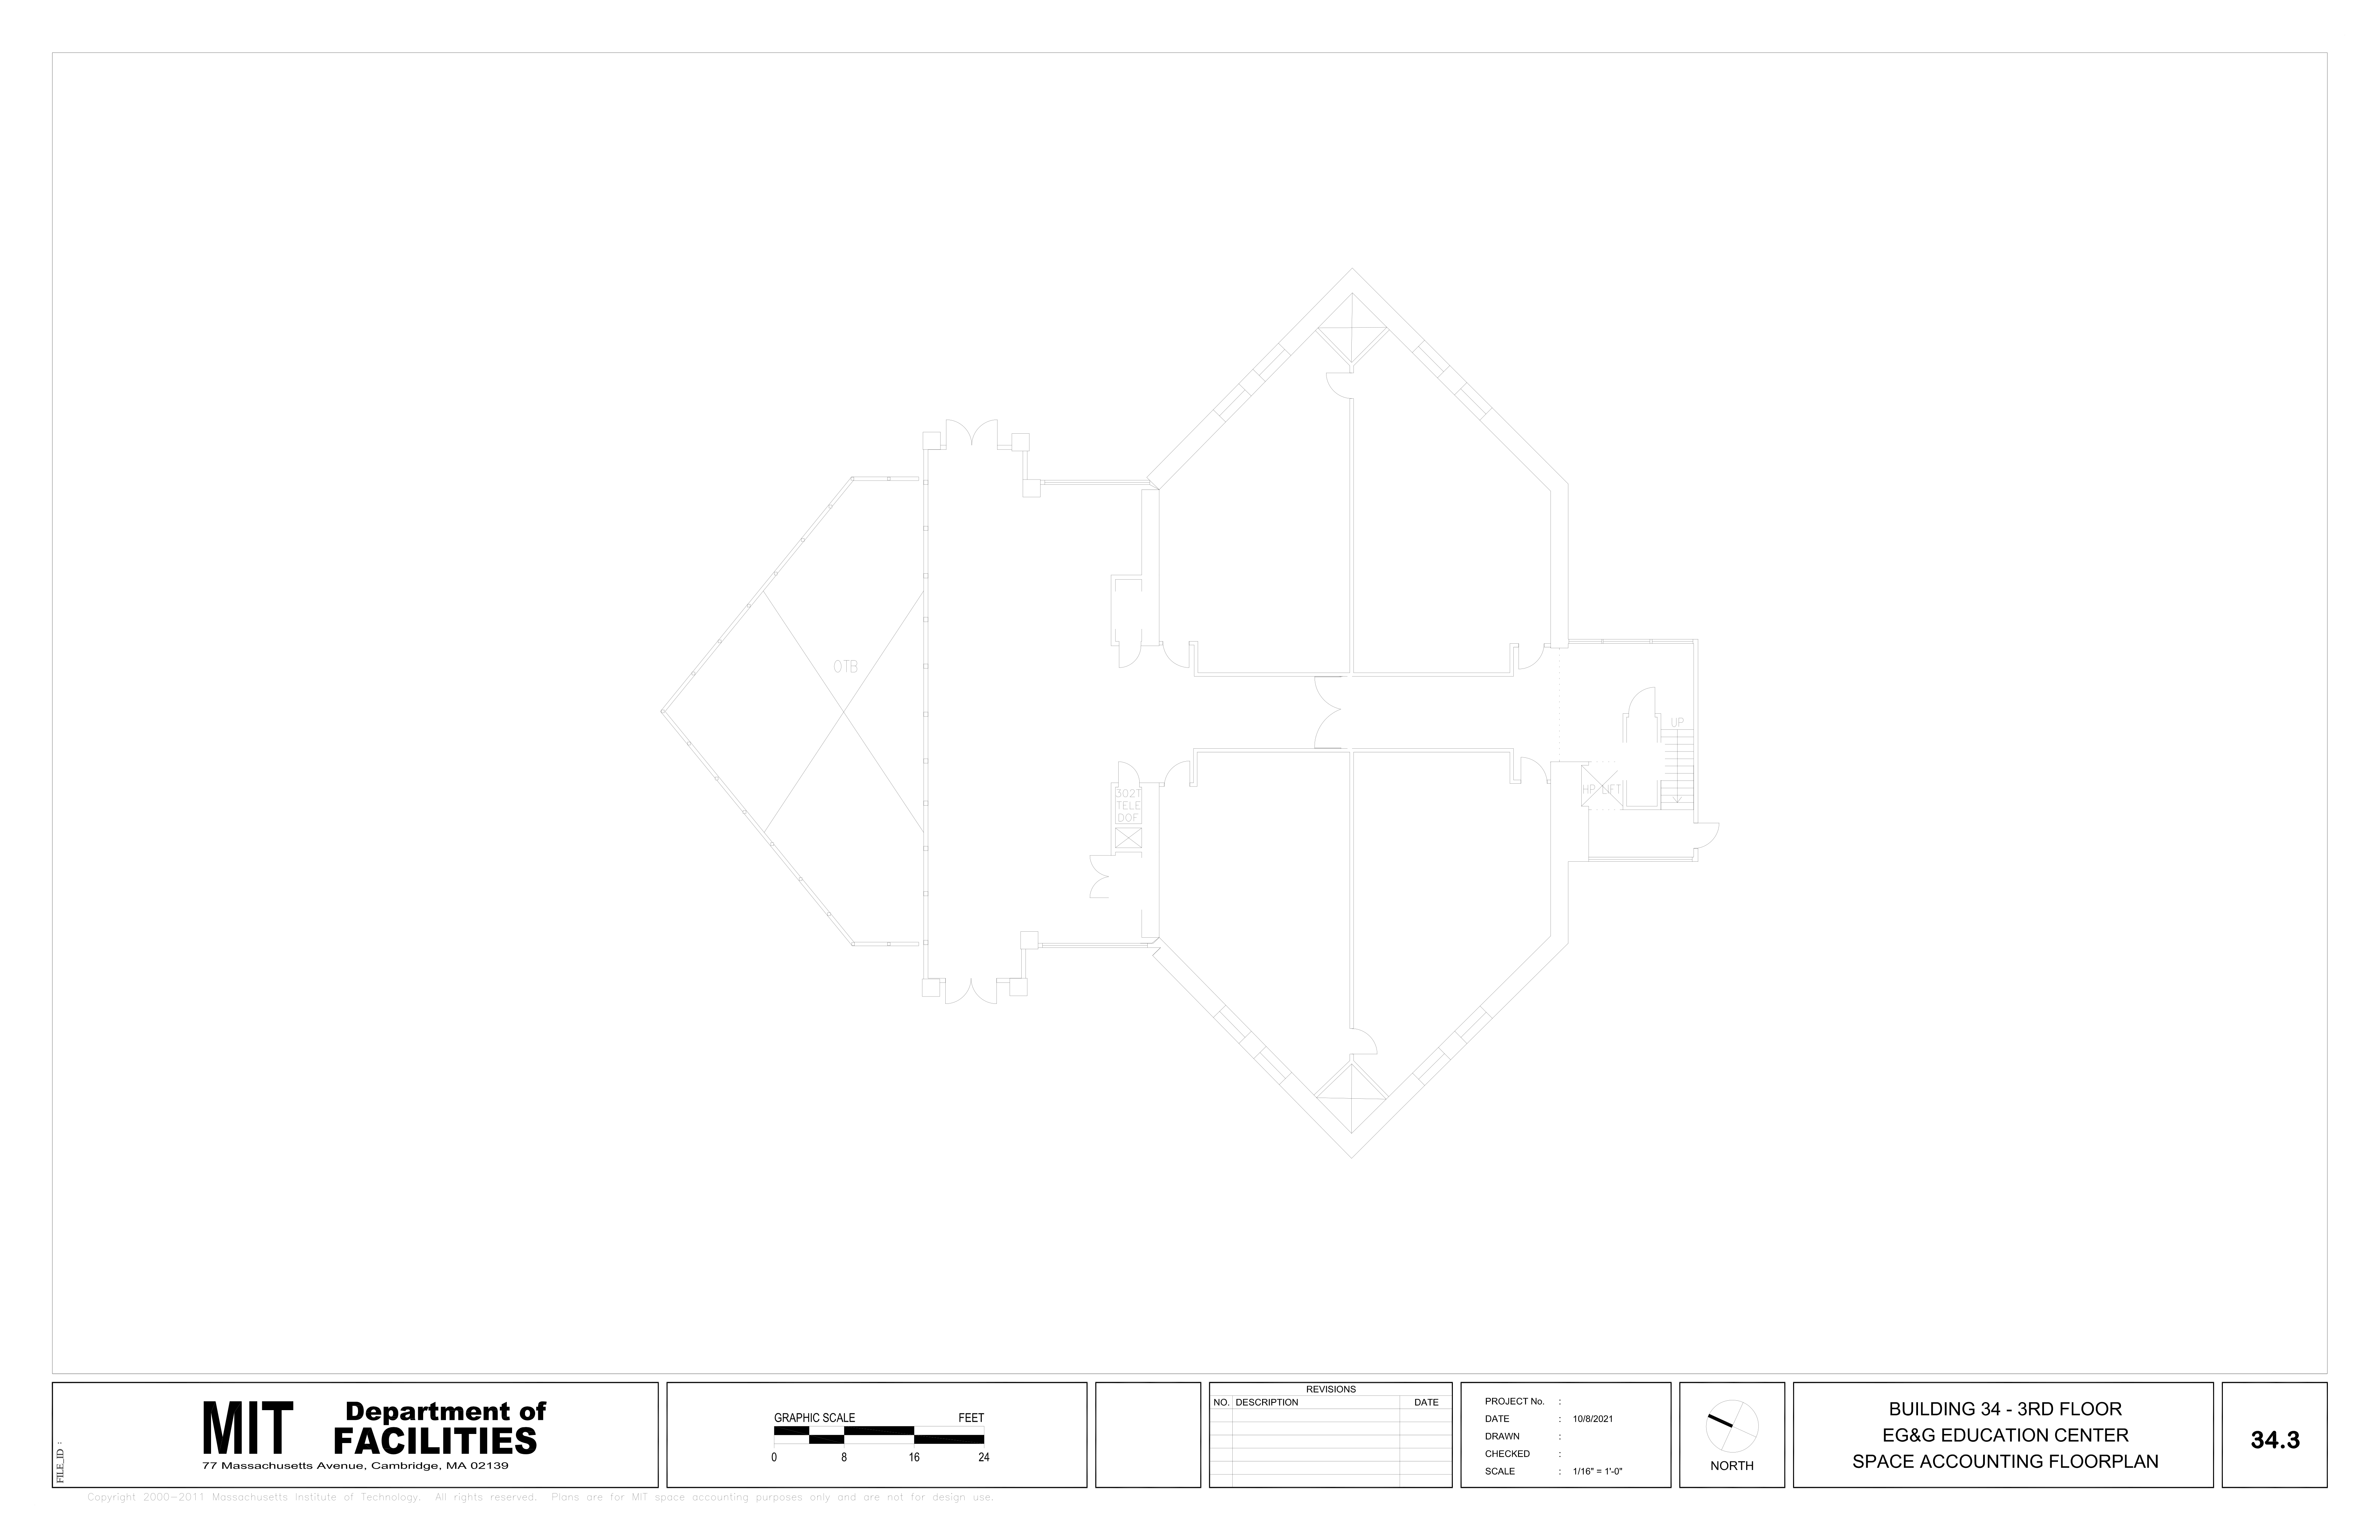 OTB
UP
HP LIFT
302T
TELE
DOF
FILE_ID :
MIT
Department of
FACILITIES
77 Massachusetts Avenue, Cambridge, MA 02139
GRAPHIC SCALE FEET
0 8 16 24
REVISIONS
NO. DESCRIPTION DATE
PROJECT No. :
DATE : 10/8/2021
DRAWN :
CHECKED :
SCALE : 1/16" = 1'-0"
NORTH
BUILDING 34 - 3RD FLOOR
EG&G EDUCATION CENTER
SPACE ACCOUNTING FLOORPLAN
34.3
Copyright 2000-2011 Massachusetts Institute of Technology. All rights reserved. Plans are for MIT space accounting purposes only and are not for design use.